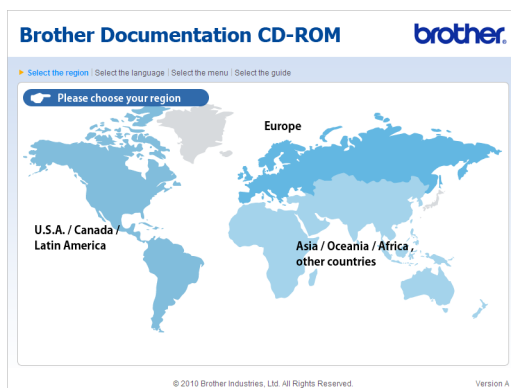 Brother Documentation CD-ROM
brother.
Select the region | Select the language | Select the menu | Select the guide
Please choose your region
Europe
U.S.A. / Canada /
Latin America
Asia / Oceania / Africa ,
other countries
© 2010 Brother Industries, Ltd. All Rights Reserved.
Version A